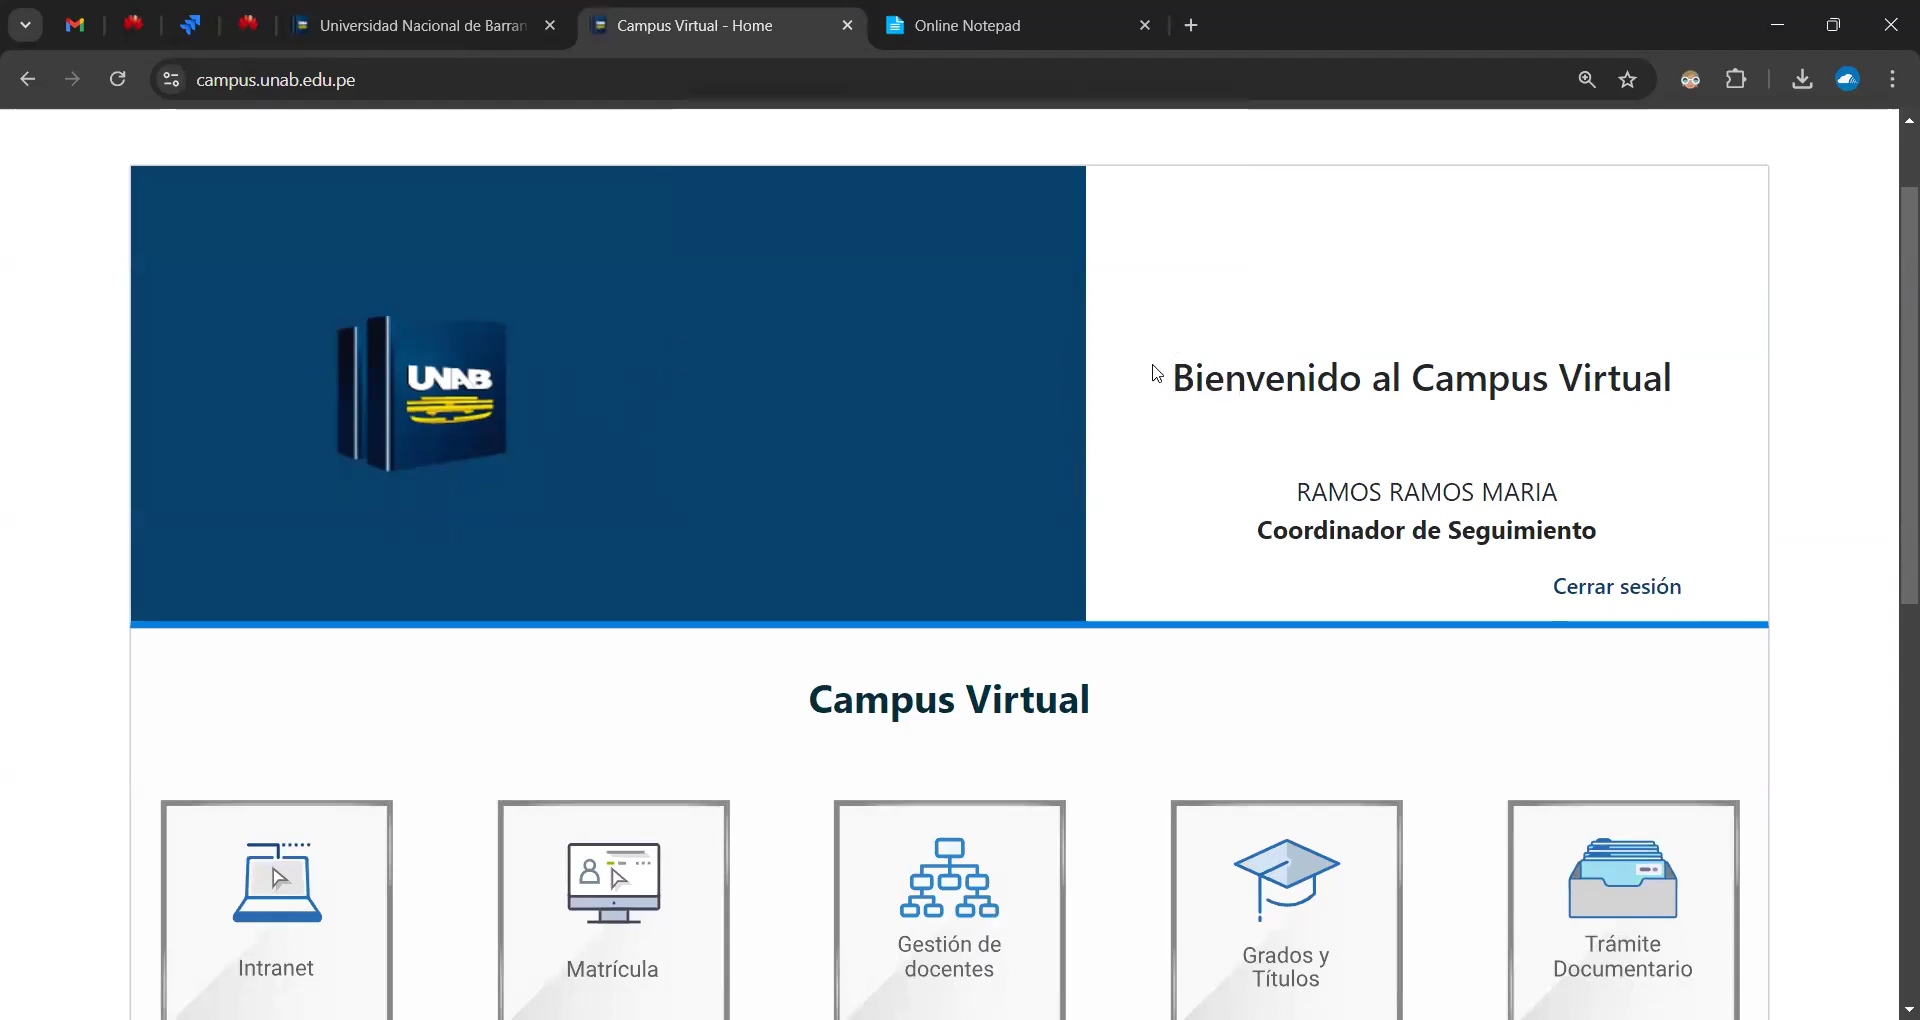 Universidad Nacional de Barran
Campus Virtual - Home
Online Notepad
campus.unab.edu.pe
UNAB
Bienvenido al Campus Virtual
RAMOS RAMOS MARIA
Coordinador de Seguimiento
Cerrar sesión
Campus Virtual
Intranet
Matrícula
Gestión de
docentes
Grados y
Títulos
Trámite
Documentario